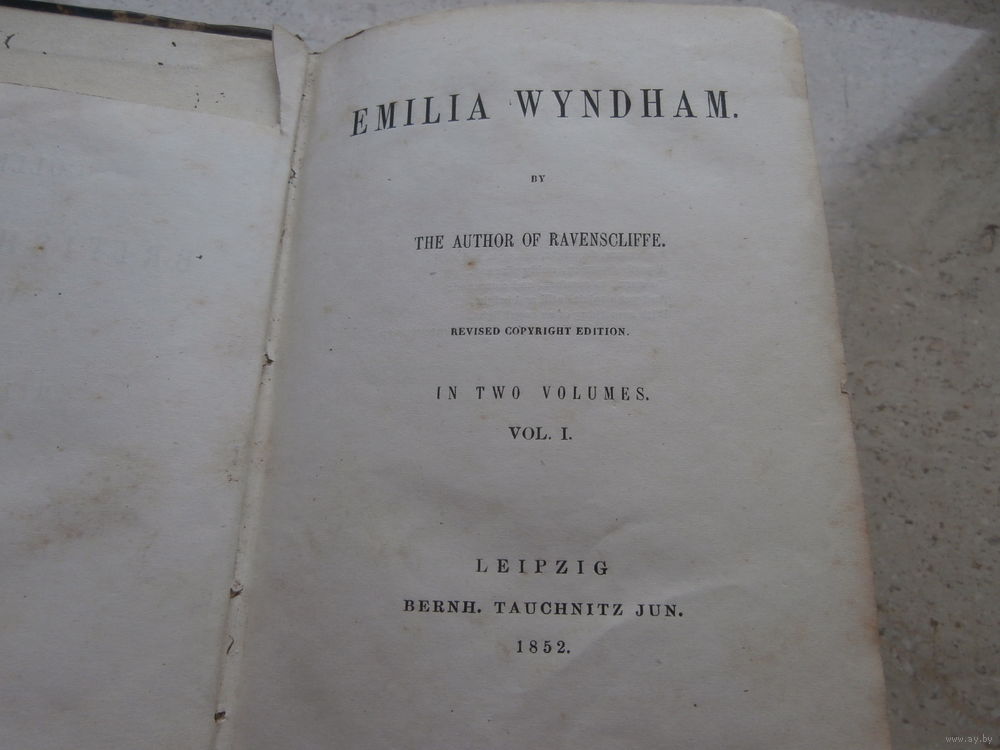 EMILIA WYNDHAM.
BY
THE AUTHOR OF RAVENSCLIFFE.
REVISED COPYRIGHT EDITION.
IN TWO VOLUMES.
VOL. I.
LEIPZIG
BERNH. TAUCHNITZ JUN.
1852.
www.ay.by